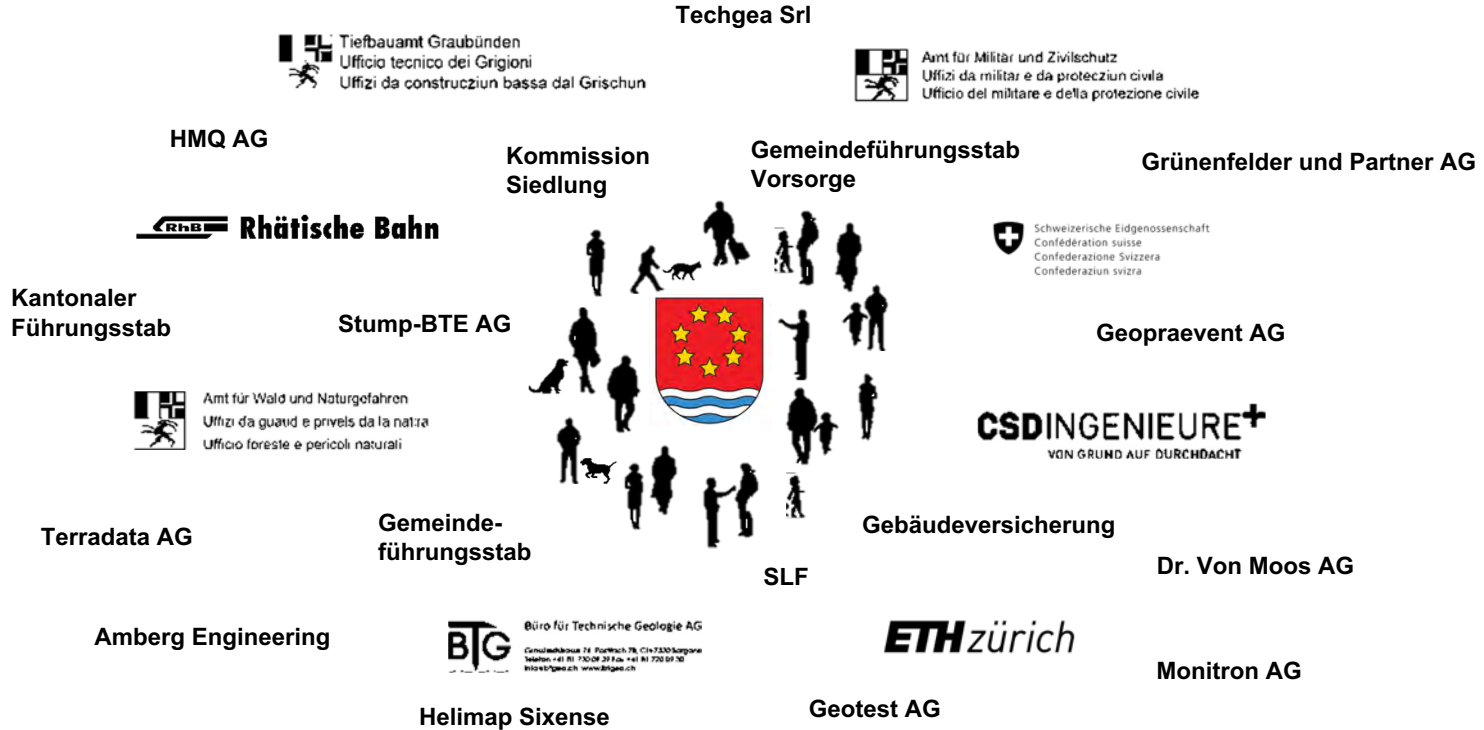 Techgea Srl
Tiefbauamt Graubünden
Ufficio tecnico dei Grigioni
Uffizi da construcziun bassa dal Grischun
Amt für Militär und Zivilschutz
Uffizi da militar e da protecziun civila
Ufficio del militare e della protezione civile
HMQ AG
Kommission
Siedlung
Gemeindeführungsstab
Vorsorge
Grünenfelder und Partner AG
RhB Rhätische Bahn
Schweizerische Eidgenossenschaft
Confédération suisse
Confederazione Svizzera
Confederaziun svizra
Kantonaler
Führungsstab
Stump-BTE AG
Geopraevent AG
Amt für Wald und Naturgefahren
Uffizi da guaud e privels da la natira
Ufficio foreste e pericoli naturali
CSDINGENIEURE+
VON GRUND AUF DURCHDACHT
Terradata AG
Gemeinde-
führungsstab
Gebäudeversicherung
SLF
Dr. Von Moos AG
Amberg Engineering
BTG
Büro für Technische Geologie AG
ETH zürich
Monitron AG
Helimap Sixense
Geotest AG